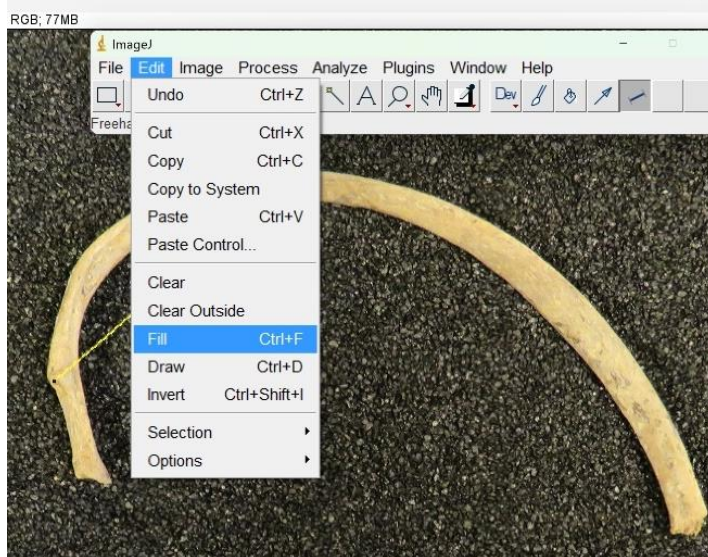 RGB; 77MB
ImageJ
File Edit Image Process Analyze Plugins Window Help
A Dev
Freeha
Undo Ctrl+Z
Cut Ctrl+X
Copy Ctrl+C
Copy to System
Paste Ctrl+V
Paste Control...
Clear
Clear Outside
Fill Ctrl+F
Draw Ctrl+D
Invert Ctrl+Shift+I
Selection
Options